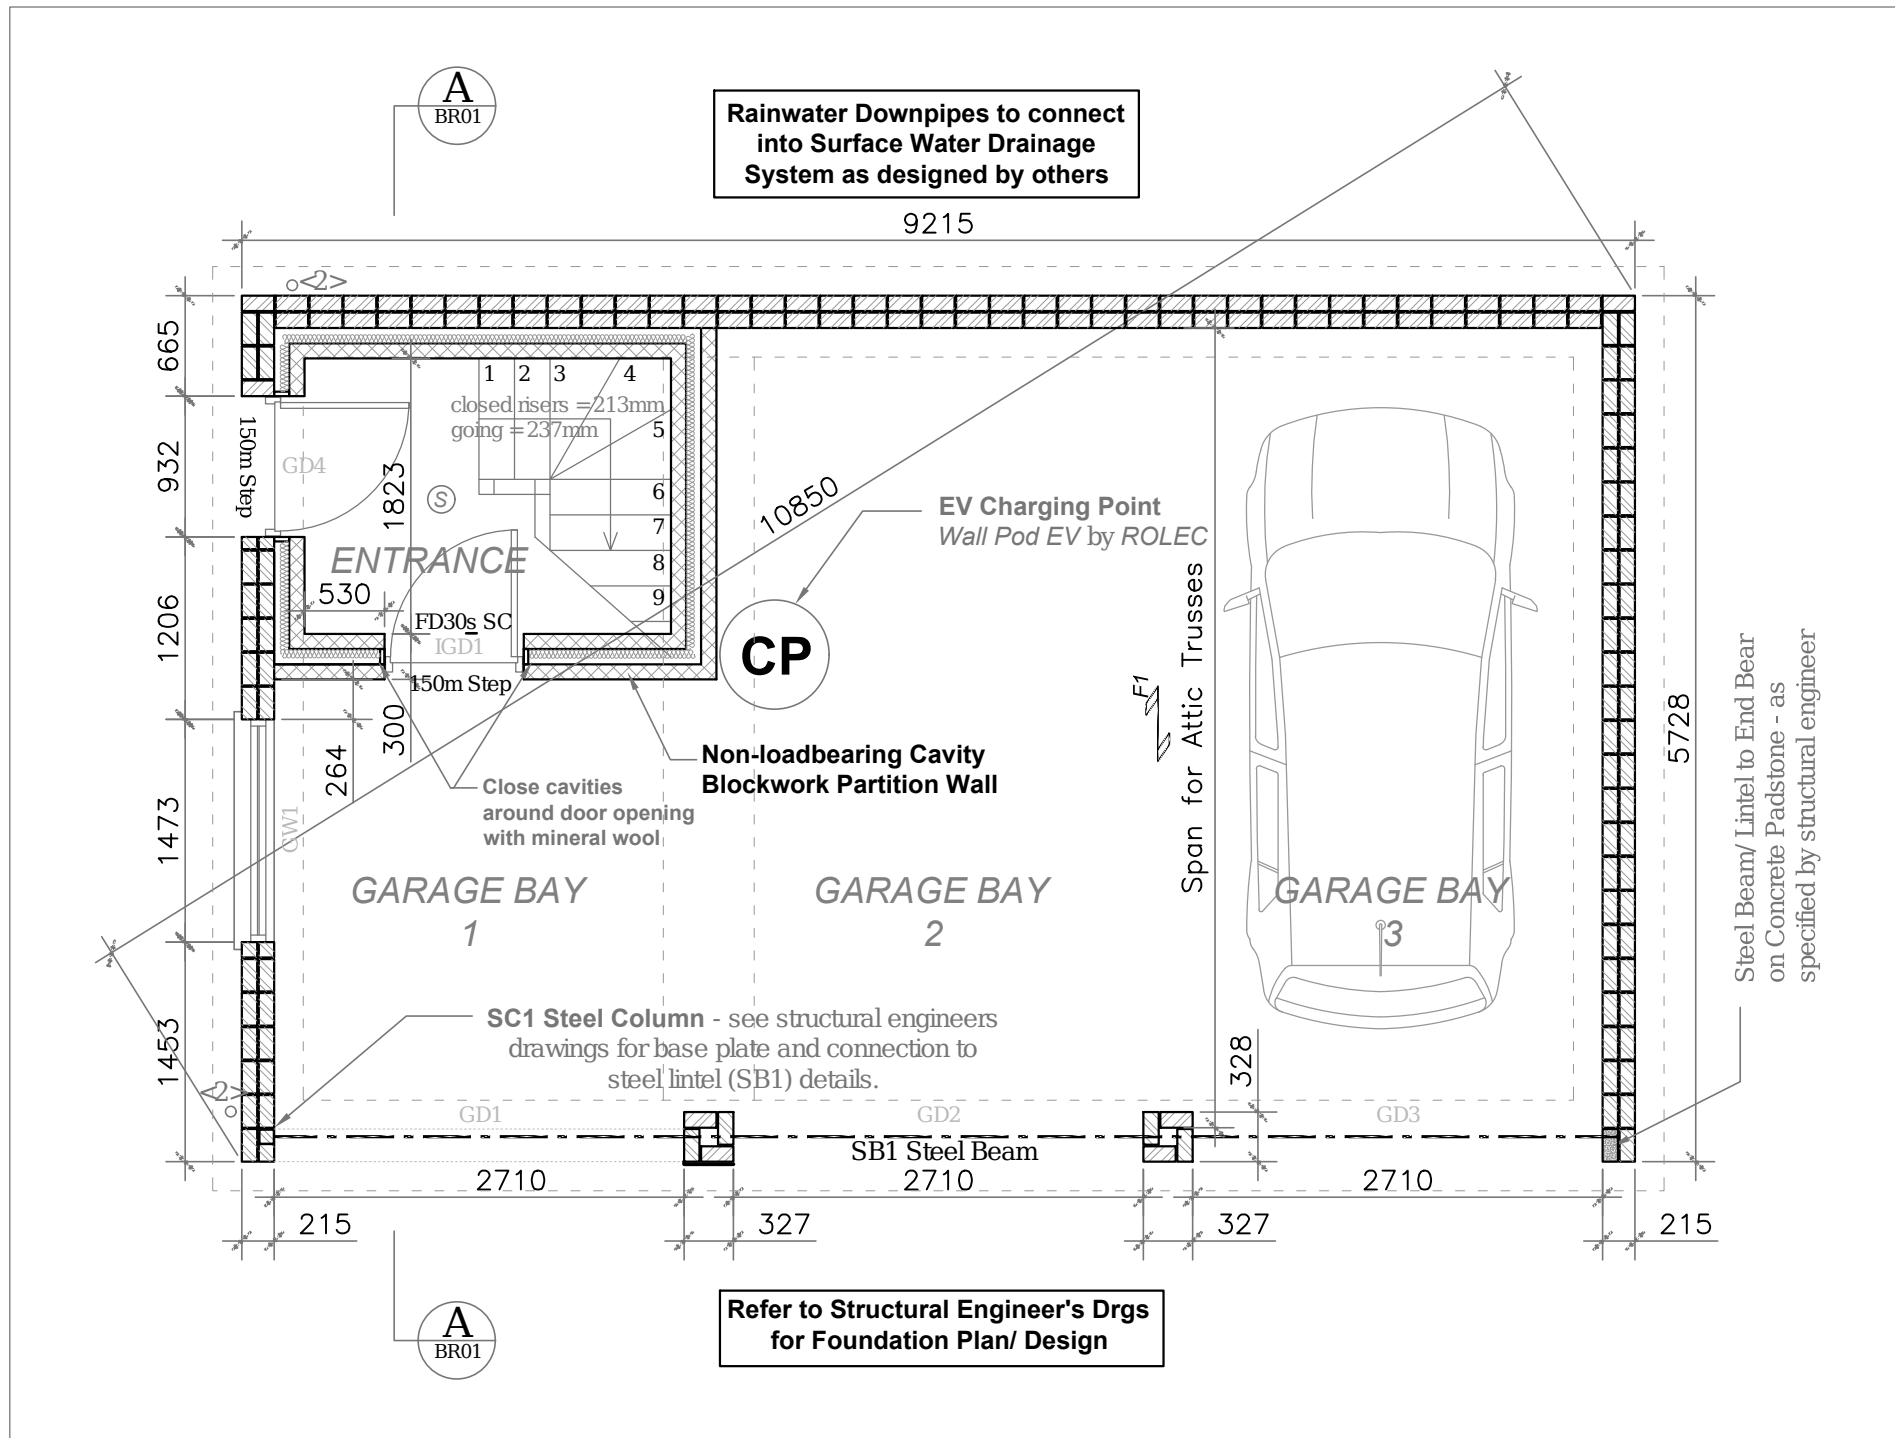 A
BR01
Rainwater Downpipes to connect
into Surface Water Drainage
System as designed by others
9215
<2>
665
932
1206
1473
1453
150m Step
GD4
1 2 3 4
closed risers = 213mm
going = 237mm
5
6
7
8
9
1823
S
ENTRANCE
530
FD30s SC
IGD1
150m Step
300
264
GW1
10850
EV Charging Point
Wall Pod EV by ROLEC
CP
Non-loadbearing Cavity
Blockwork Partition Wall
Close cavities
around door opening
with mineral wool
F1
Span for Attic Trusses
5728
Steel Beam/ Lintel to End Bear
on Concrete Padstone - as
specified by structural engineer
GARAGE BAY
1
GARAGE BAY
2
GARAGE BAY
3
SC1 Steel Column - see structural engineers
drawings for base plate and connection to
steel lintel (SB1) details.
328
<2>
GD1
GD2
GD3
SB1 Steel Beam
2710
2710
2710
215
327
327
215
A
BR01
Refer to Structural Engineer's Drgs
for Foundation Plan/ Design